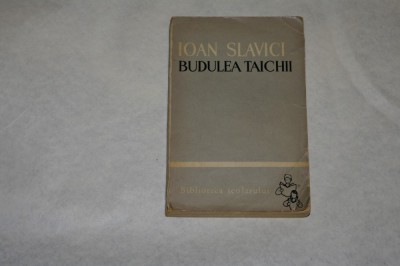 IOAN SLAVICI
BUDULEA TAICHII
Biblioteca școlarului